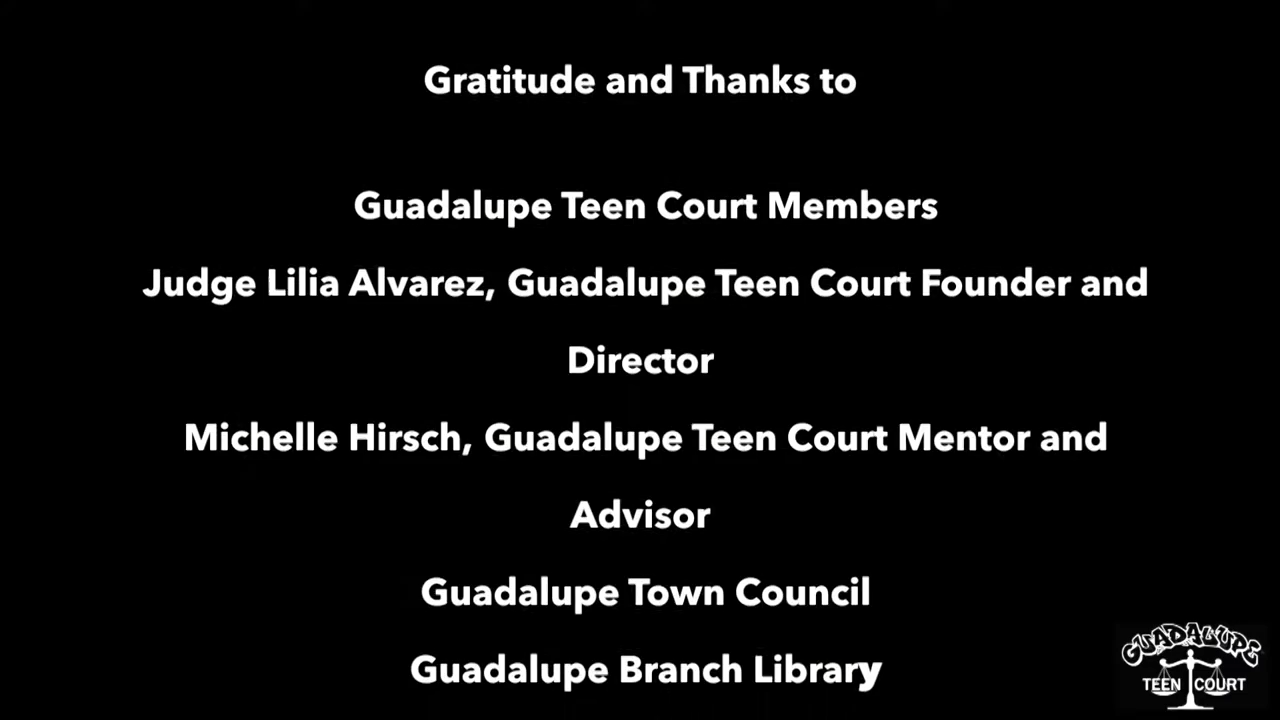 Gratitude and Thanks to
Guadalupe Teen Court Members
Judge Lilia Alvarez, Guadalupe Teen Court Founder and
Director
Michelle Hirsch, Guadalupe Teen Court Mentor and
Advisor
Guadalupe Town Council
Guadalupe Branch Library
GUADALUPE
TEEN COURT